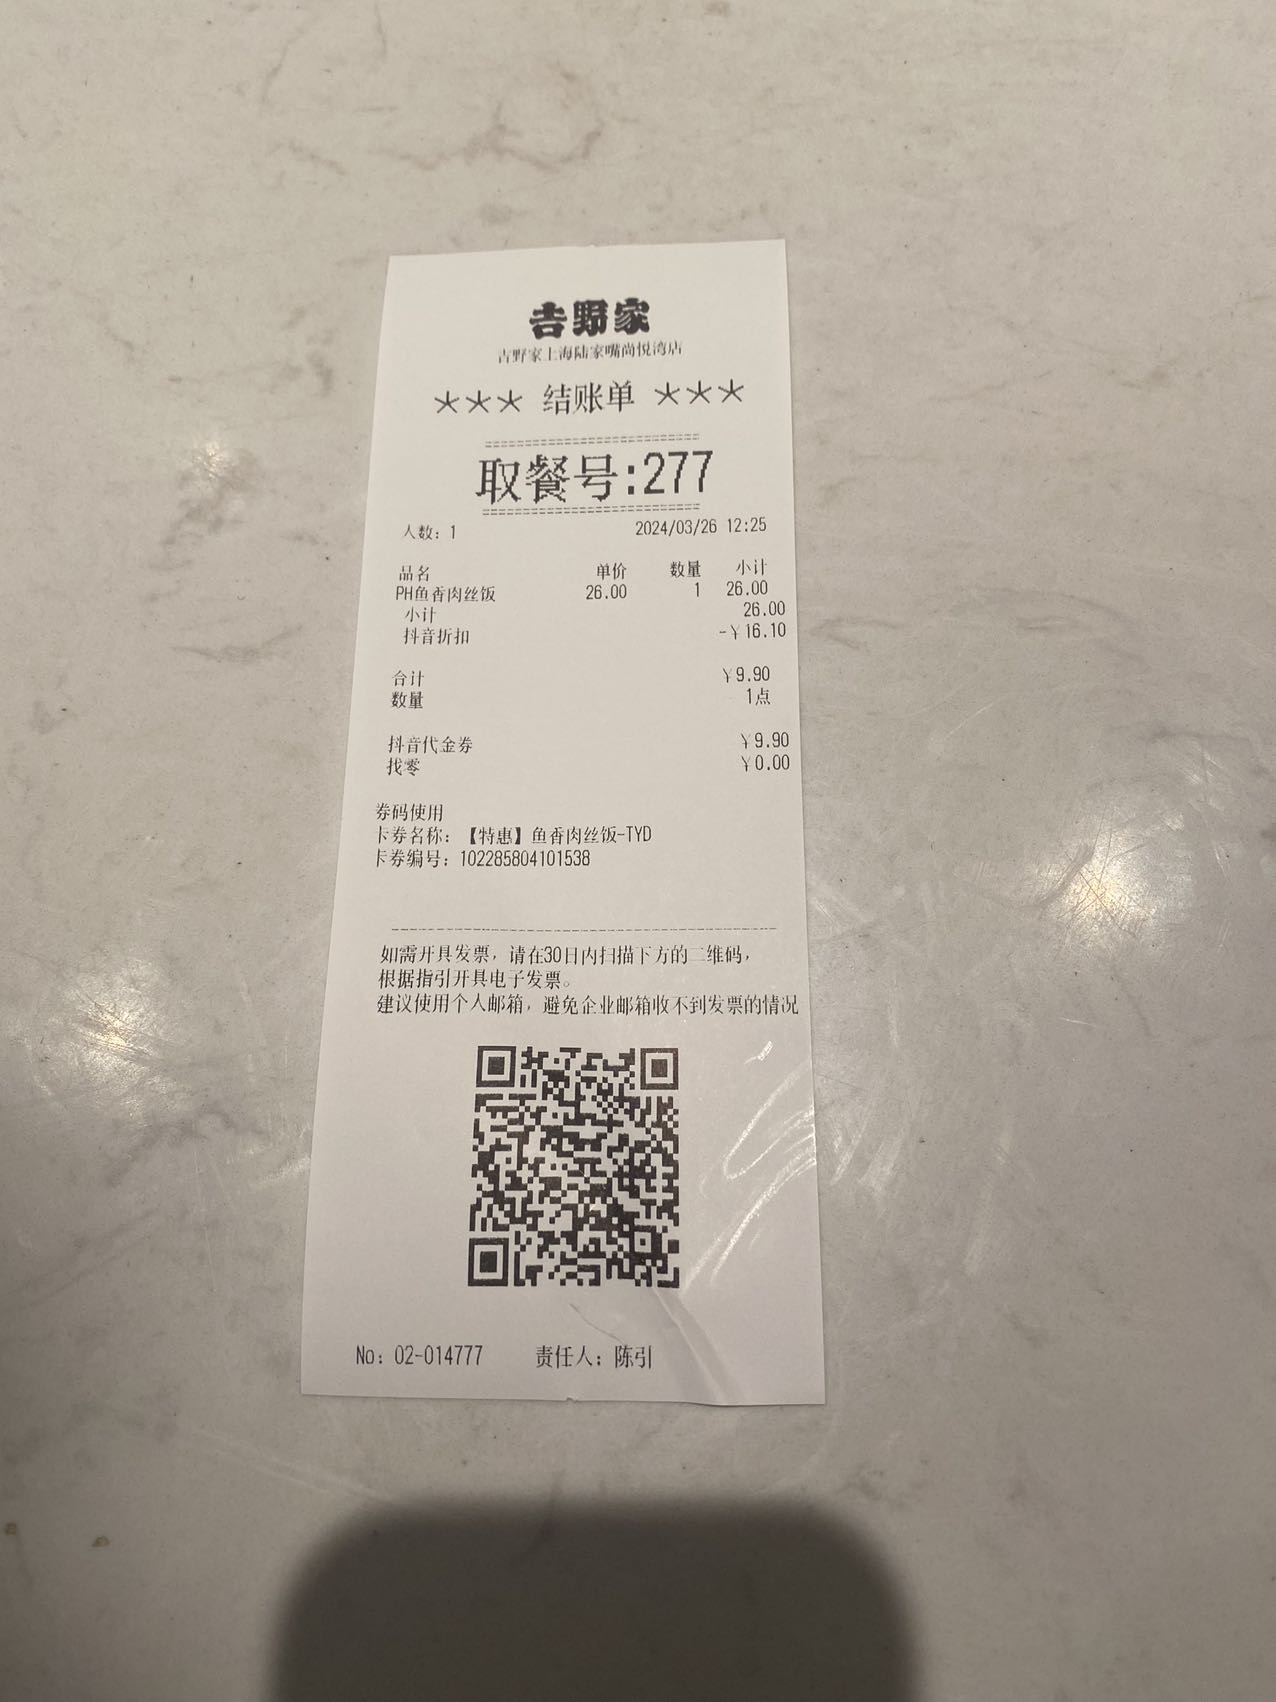 吉野家
吉野家上海陆家嘴尚悦湾店
*** 结账单 ***
取餐号:277
人数: 1 2024/03/26 12:25
品名 单价 数量 小计
PH鱼香肉丝饭 26.00 1 26.00
小计 26.00
抖音折扣 -¥16.10
合计 ¥9.90
数量 1点
抖音代金券 ¥9.90
找零 ¥0.00
券码使用
卡券名称: 【特惠】鱼香肉丝饭-TYD
卡券编号: 102285804101538
如需开具发票, 请在30日内扫描下方的二维码,
根据指引开具电子发票。
建议使用个人邮箱, 避免企业邮箱收不到发票的情况
No: 02-014777 责任人: 陈引